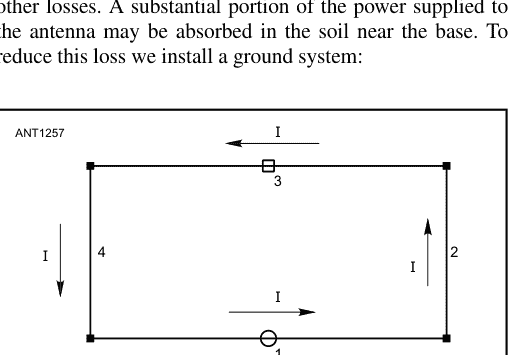 other losses. A substantial portion of the power supplied to
the antenna may be absorbed in the soil near the base. To
reduce this loss we install a ground system:
ANT1257
I
3
I
4
2
I
I
1